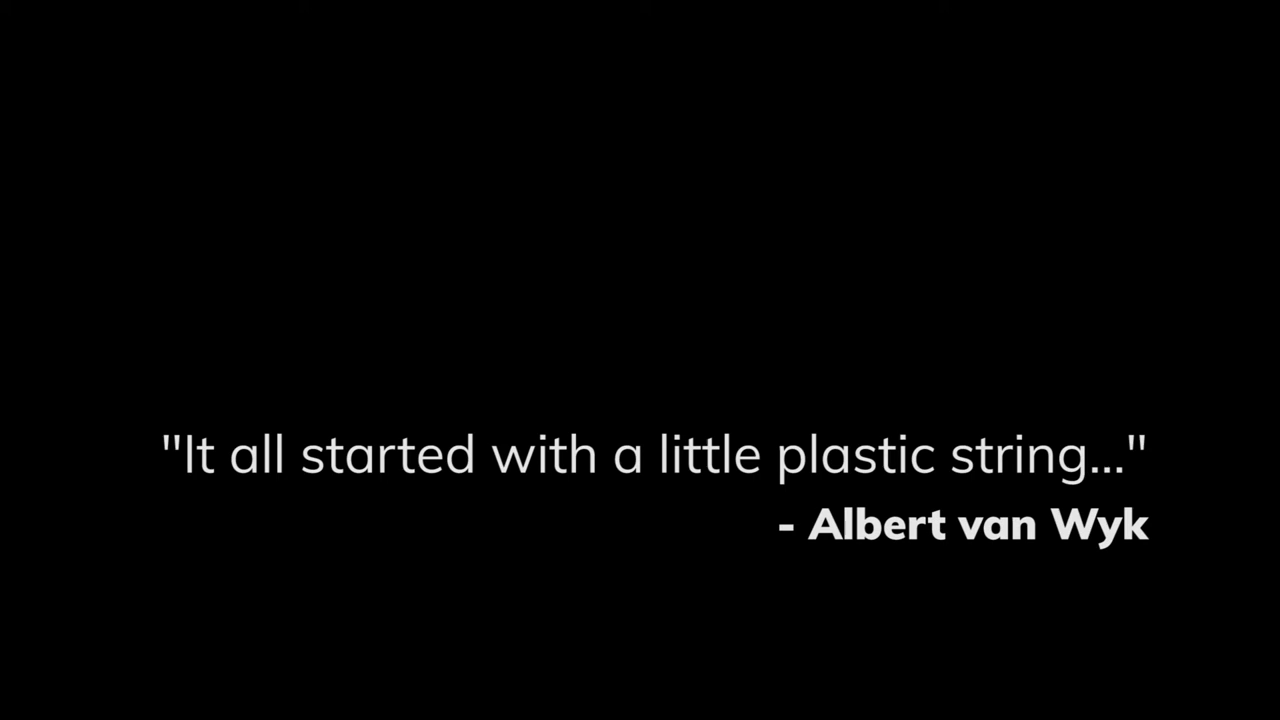 "It all started with a little plastic string..."
- Albert van Wyk